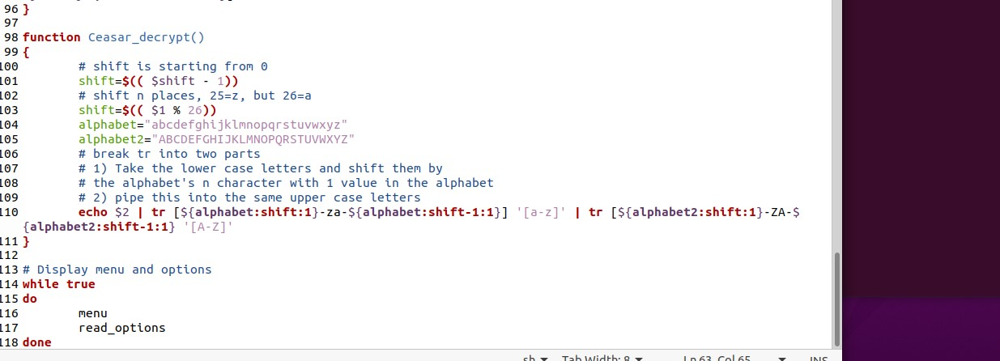 96 }
97
98 function Ceasar_decrypt()
99 {
100 # shift is starting from 0
101 shift=$(( $shift - 1))
102 # shift n places, 25=z, but 26=a
103 shift=$(( $1 % 26))
104 alphabet="abcdefghijklmnopqrstuvwxyz"
105 alphabet2="ABCDEFGHIJKLMNOPQRSTUVWXYZ"
106 # break tr into two parts
107 # 1) Take the lower case letters and shift them by
108 # the alphabet's n character with 1 value in the alphabet
109 # 2) pipe this into the same upper case letters
110 echo $2 | tr [${alphabet:shift:1}-za-${alphabet:shift-1:1}] '[a-z]' | tr [${alphabet2:shift:1}-ZA-$
{alphabet2:shift-1:1} '[A-Z]'
111 }
112
113 # Display menu and options
114 while true
115 do
116 menu
117 read_options
118 done
sh Tab Width: 8 Ln 63, Col 65 INS